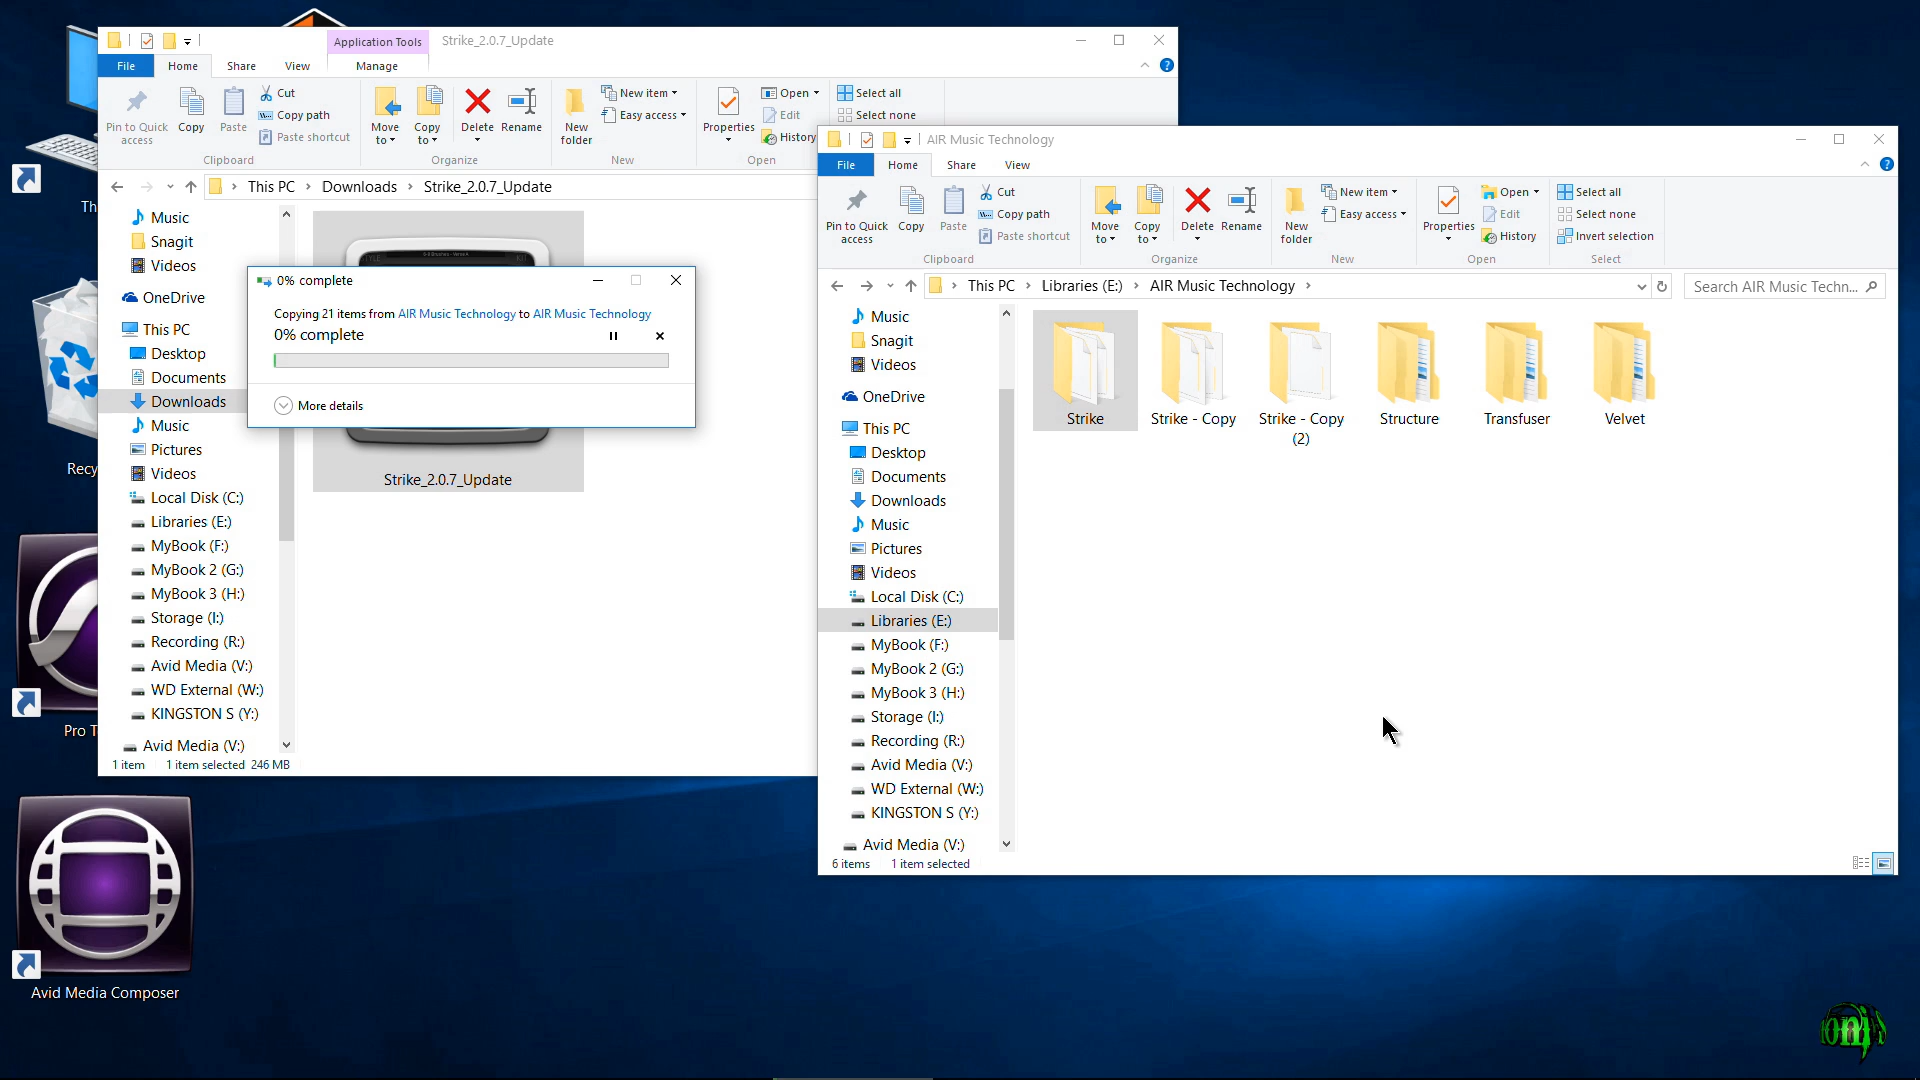 Application Tools
Strike_2.0.7_Update
File
Home
Share
View
Manage
Pin to Quick access
Copy
Paste
Cut
Copy path
Paste shortcut
Clipboard
Move to
Copy to
Delete
Rename
Organize
New folder
New item
Easy access
New
Properties
Open
Edit
History
Open
Select all
Select none
This PC > Downloads > Strike_2.0.7_Update
Music
Snagit
Videos
OneDrive
This PC
Desktop
Documents
Downloads
Music
Pictures
Videos
Local Disk (C:)
Libraries (E:)
MyBook (F:)
MyBook 2 (G:)
MyBook 3 (H:)
Storage (I:)
Recording (R:)
Avid Media (V:)
WD External (W:)
KINGSTON S (Y:)
Avid Media (V:)
1 item
1 item selected 246 MB
Strike_2.0.7_Update
0% complete
Copying 21 items from AIR Music Technology to AIR Music Technology
0% complete
More details
AIR Music Technology
File
Home
Share
View
Pin to Quick access
Copy
Paste
Cut
Copy path
Paste shortcut
Clipboard
Move to
Copy to
Delete
Rename
Organize
New folder
New item
Easy access
New
Properties
Open
Edit
History
Open
Select all
Select none
Invert selection
Select
This PC > Libraries (E:) > AIR Music Technology >
Search AIR Music Techn...
Music
Snagit
Videos
OneDrive
This PC
Desktop
Documents
Downloads
Music
Pictures
Videos
Local Disk (C:)
Libraries (E:)
MyBook (F:)
MyBook 2 (G:)
MyBook 3 (H:)
Storage (I:)
Recording (R:)
Avid Media (V:)
WD External (W:)
KINGSTON S (Y:)
Avid Media (V:)
Strike
Strike - Copy
Strike - Copy (2)
Structure
Transfuser
Velvet
6 items
1 item selected
Th
Recy
Pro T
Avid Media Composer